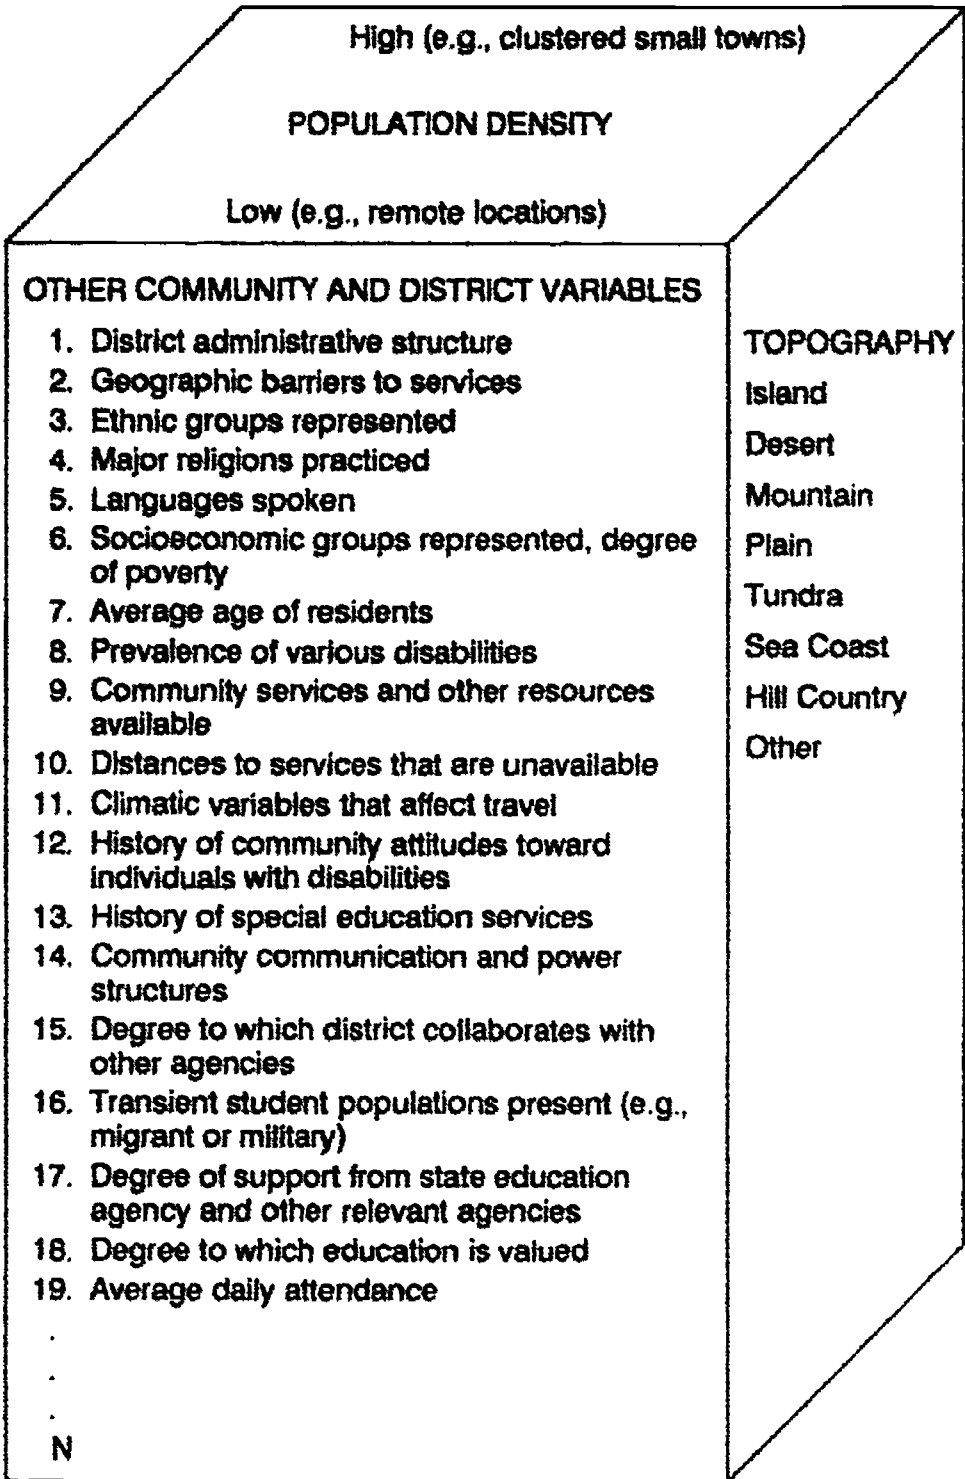 High (e.g., clustered small towns)
POPULATION DENSITY
Low (e.g., remote locations)
OTHER COMMUNITY AND DISTRICT VARIABLES
1. District administrative structure
2. Geographic barriers to services
3. Ethnic groups represented
4. Major religions practiced
5. Languages spoken
6. Socioeconomic groups represented, degree
of poverty
7. Average age of residents
8. Prevalence of various disabilities
9. Community services and other resources
available
10. Distances to services that are unavailable
11. Climatic variables that affect travel
12. History of community attitudes toward
individuals with disabilities
13. History of special education services
14. Community communication and power
structures
15. Degree to which district collaborates with
other agencies
16. Transient student populations present (e.g.,
migrant or military)
17. Degree of support from state education
agency and other relevant agencies
18. Degree to which education is valued
19. Average daily attendance
.
.
.
N
TOPOGRAPHY
Island
Desert
Mountain
Plain
Tundra
Sea Coast
Hill Country
Other